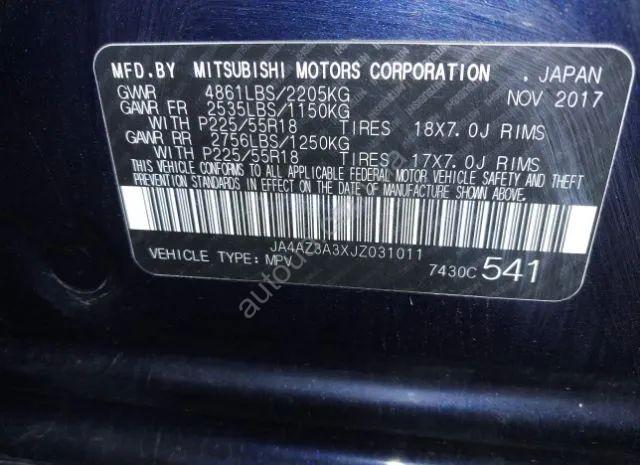 MFD.BY MITSUBISHI MOTORS CORPORATION . JAPAN
GVWR 4861LBS/2205KG NOV 2017
GAWR FR 2535LBS/1150KG
WITH P225/55R18 TIRES 18X7.0J RIMS
GAWR RR 2756LBS/1250KG
WITH P225/55R18 TIRES 17X7.0J RIMS
THIS VEHICLE CONFORMS TO ALL APPLICABLE FEDERAL MOTOR VEHICLE SAFETY AND THEFT
PREVENTION STANDARDS IN EFFECT ON THE DATE OF MANUFACTURE SHOWN ABOVE.
JA4AZ3A3XJZ031011
VEHICLE TYPE: MPV 7430C 541